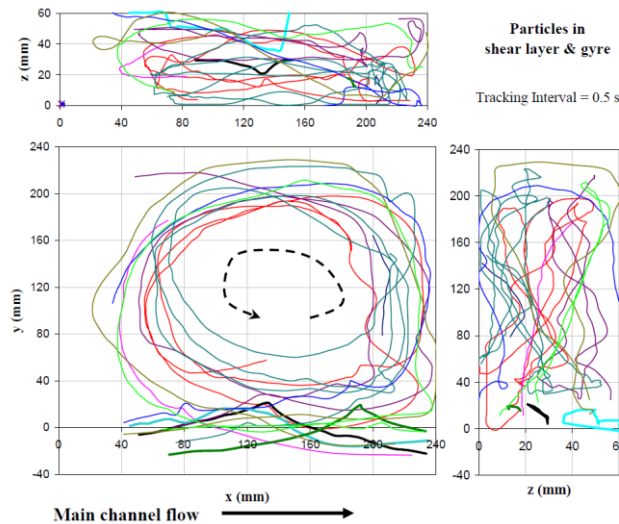 Particles in
shear layer & gyre
Tracking Interval = 0.5 s
z (mm)
60
40
20
0
0 40 80 120 160 200 240
y (mm)
240
200
160
120
80
40
0
-40
0 40 80 120 160 200 240
x (mm)
Main channel flow
240
200
160
120
80
40
0
-40
0 20 40 60
z (mm)